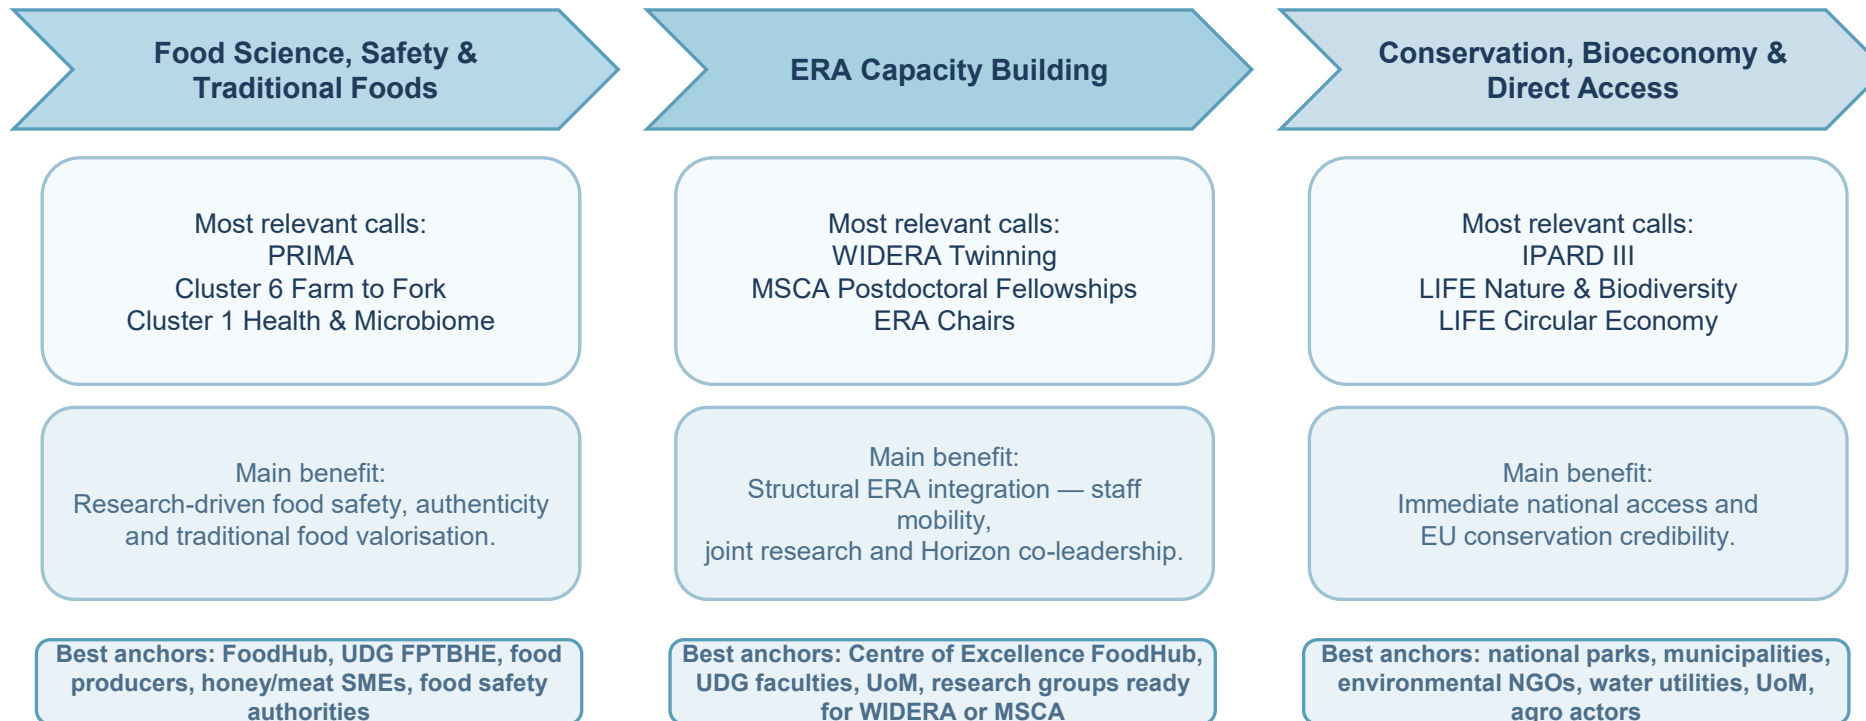 Food Science, Safety &
Traditional Foods
Most relevant calls:
PRIMA
Cluster 6 Farm to Fork
Cluster 1 Health & Microbiome
Main benefit:
Research-driven food safety, authenticity
and traditional food valorisation.
Best anchors: FoodHub, UDG FPTBHE, food
producers, honey/meat SMEs, food safety
authorities
ERA Capacity Building
Most relevant calls:
WIDERA Twinning
MSCA Postdoctoral Fellowships
ERA Chairs
Main benefit:
Structural ERA integration — staff
mobility,
joint research and Horizon co-leadership.
Best anchors: Centre of Excellence FoodHub,
UDG faculties, UoM, research groups ready
for WIDERA or MSCA
Conservation, Bioeconomy &
Direct Access
Most relevant calls:
IPARD III
LIFE Nature & Biodiversity
LIFE Circular Economy
Main benefit:
Immediate national access and
EU conservation credibility.
Best anchors: national parks, municipalities,
environmental NGOs, water utilities, UoM,
agro actors